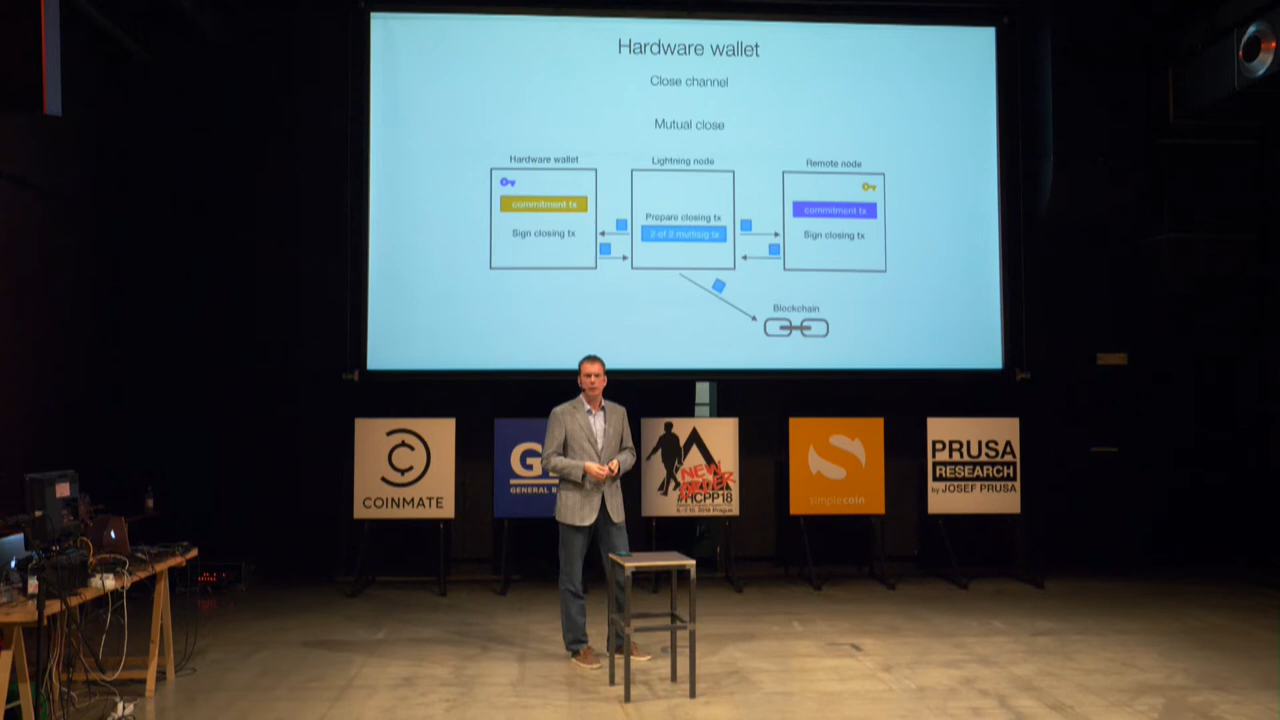 Hardware wallet
Close channel
Mutual close
Hardware wallet
commitment tx
Sign closing tx
Lightning node
Prepare closing tx
2 of 2 multisig tx
Remote node
commitment tx
Sign closing tx
Blockchain
COINMATE
G
GENERAL
NEW
ORDER
#HCPP18
simplecoin
PRUSA
RESEARCH
by JOSEF PRUSA